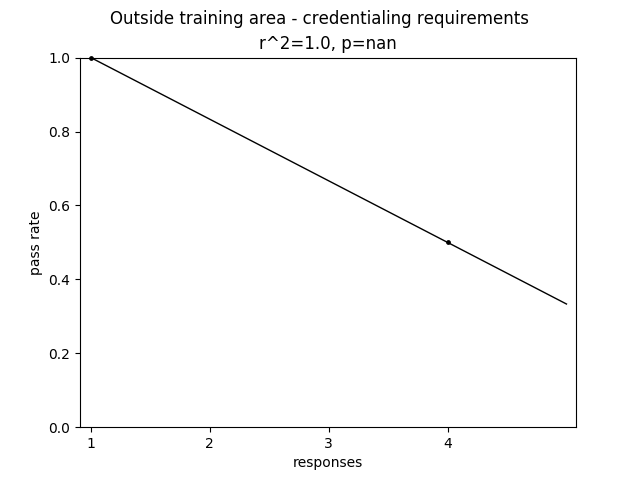 Outside training area - credentialing requirements
r^2=1.0, p=nan
1.0
0.8
0.6
0.4
0.2
0.0
pass rate
1 2 3 4
responses